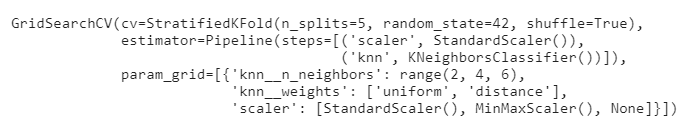 GridSearchCV(cv=StratifiedKFold(n_splits=5, random_state=42, shuffle=True),
estimator=Pipeline(steps=[('scaler', StandardScaler()),
('knn', KNeighborsClassifier())]),
param_grid=[{'knn__n_neighbors': range(2, 4, 6),
'knn__weights': ['uniform', 'distance'],
'scaler': [StandardScaler(), MinMaxScaler(), None]}])